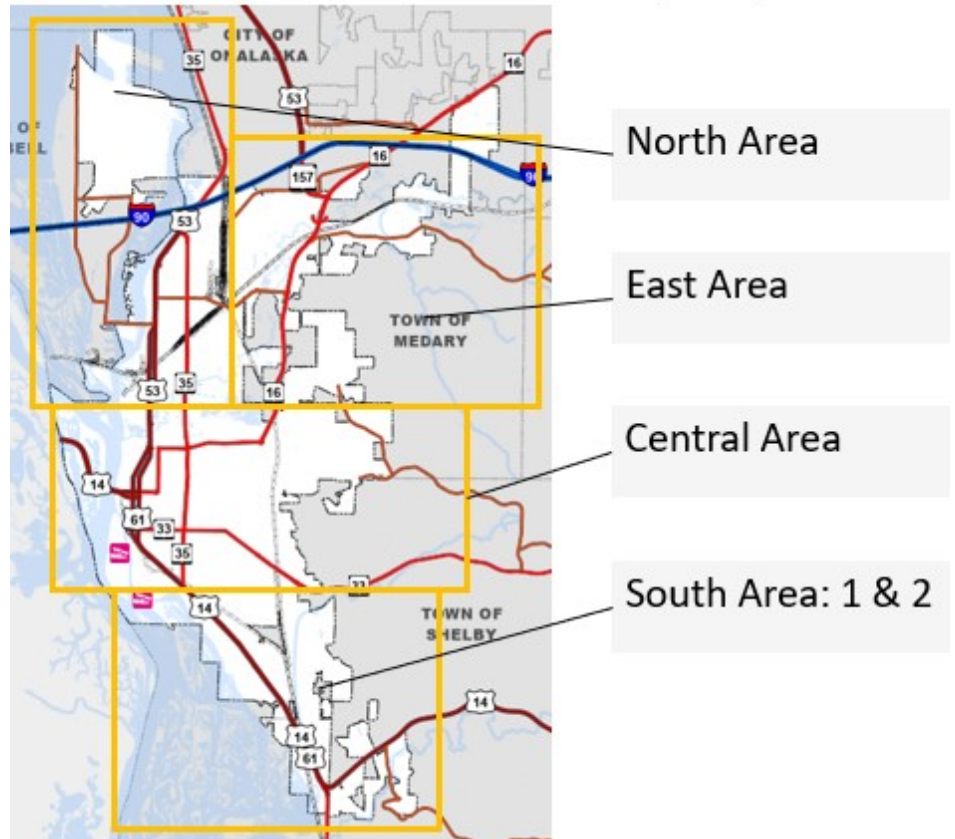 CITY OF
ONALASKA
35
16
53
OF
BELL
16
157
90
90
53
TOWN OF
MEDARY
53
35
16
14
61
33
35
33
14
TOWN OF
SHELBY
14
14
61
North Area
East Area
Central Area
South Area: 1 & 2